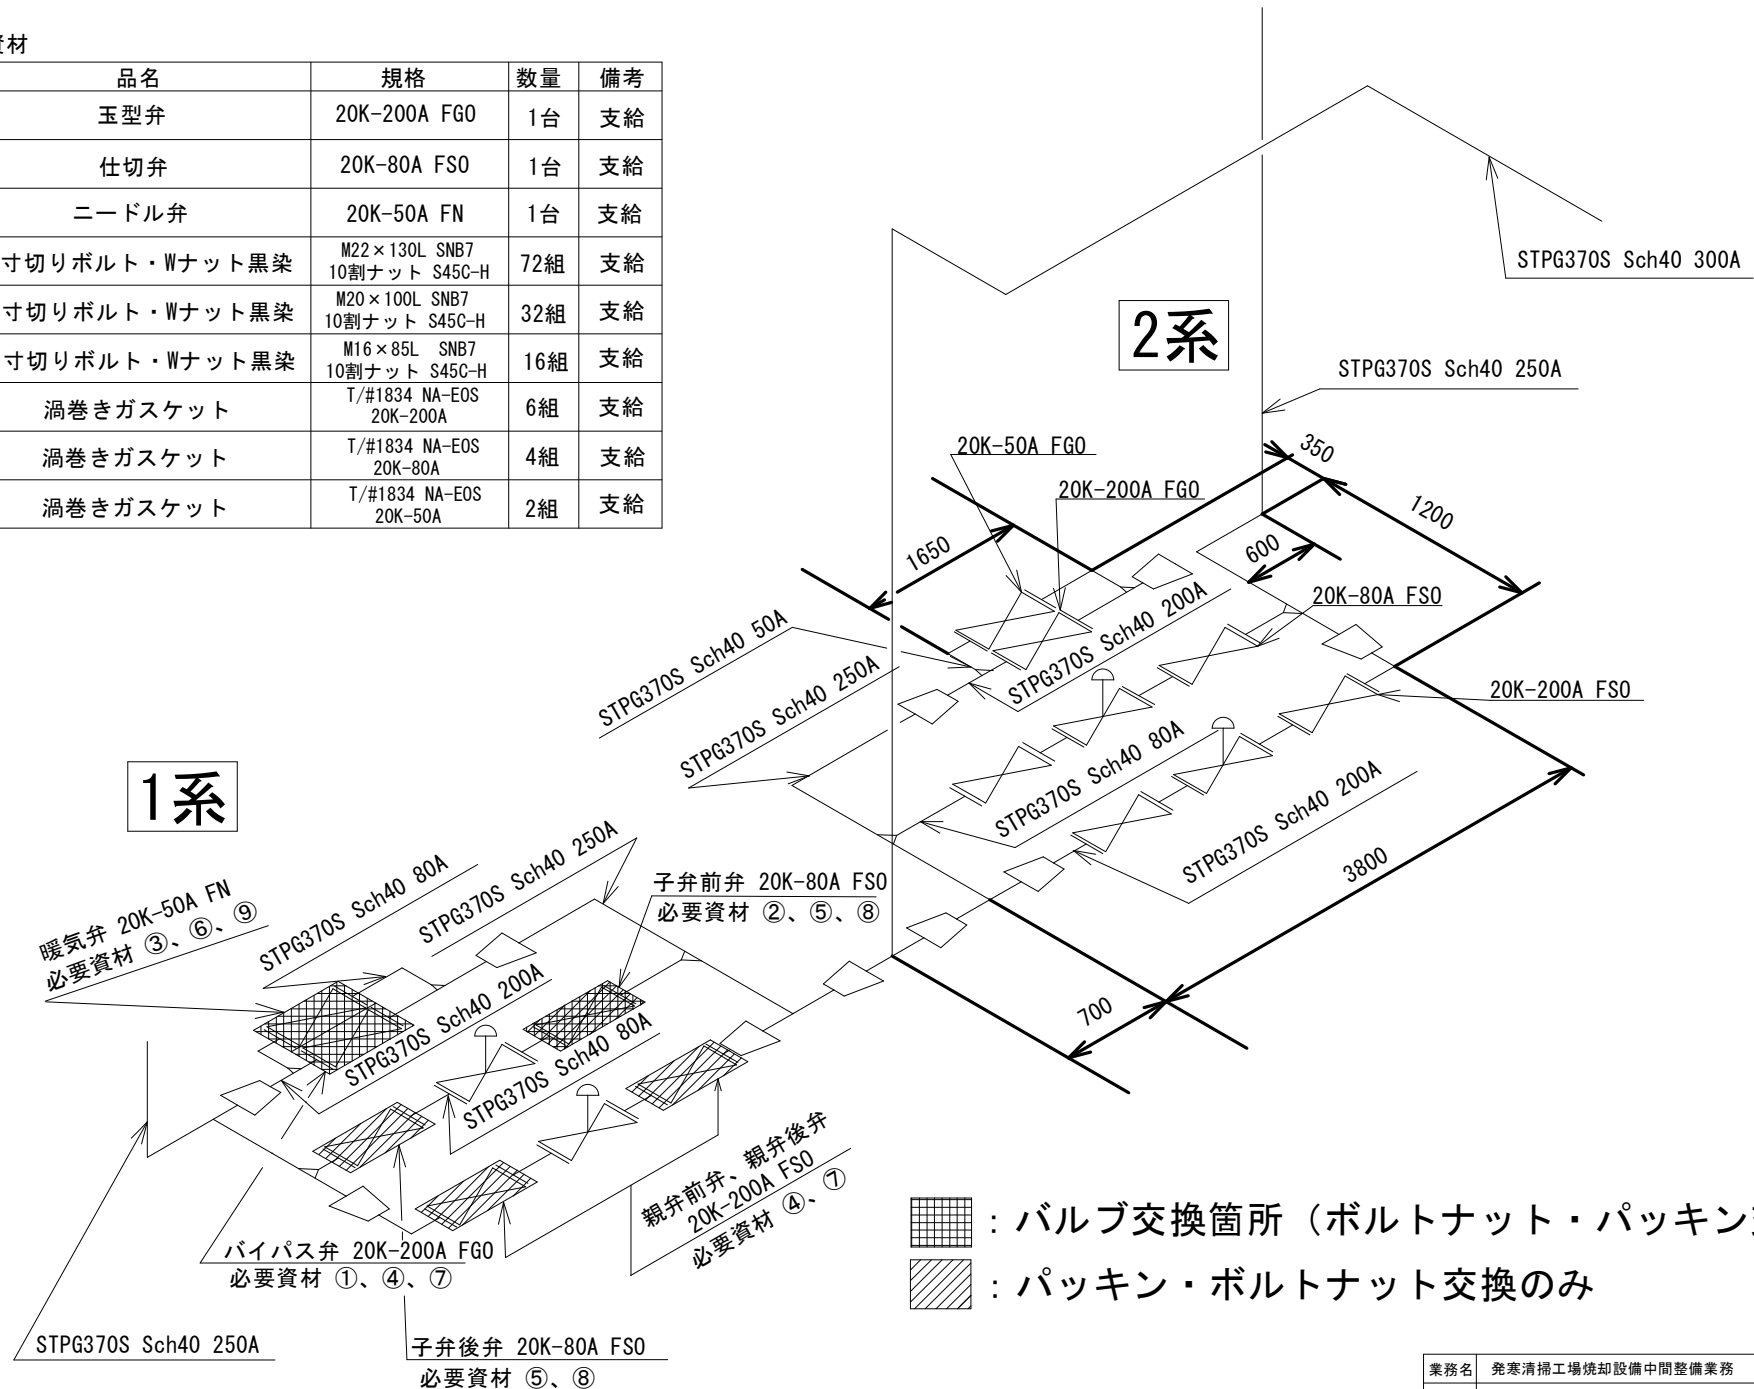 資材
品名 規格 数量 備考
玉型弁 20K-200A FGO 1台 支給
仕切弁 20K-80A FSO 1台 支給
ニードル弁 20K-50A FN 1台 支給
寸切りボルト・Wナット黒染 M22×130L SNB7 10割ナット S45C-H 72組 支給
寸切りボルト・Wナット黒染 M20×100L SNB7 10割ナット S45C-H 32組 支給
寸切りボルト・Wナット黒染 M16×85L SNB7 10割ナット S45C-H 16組 支給
渦巻きガスケット T/#1834 NA-EOS 20K-200A 6組 支給
渦巻きガスケット T/#1834 NA-EOS 20K-80A 4組 支給
渦巻きガスケット T/#1834 NA-EOS 20K-50A 2組 支給
STPG370S Sch40 300A
2系
STPG370S Sch40 250A
20K-50A FGO
20K-200A FGO
350
1200
1650
600
20K-80A FSO
20K-200A FSO
STPG370S Sch40 50A
STPG370S Sch40 250A
STPG370S Sch40 200A
STPG370S Sch40 80A
STPG370S Sch40 200A
3800
700
1系
暖気弁 20K-50A FN
必要資材 ③、⑥、⑨
STPG370S Sch40 80A
STPG370S Sch40 250A
子弁前弁 20K-80A FSO
必要資材 ②、⑤、⑧
STPG370S Sch40 200A
STPG370S Sch40 80A
親弁前弁、親弁後弁
20K-200A FSO
必要資材 ④、⑦
バイパス弁 20K-200A FGO
必要資材 ①、④、⑦
STPG370S Sch40 250A
子弁後弁 20K-80A FSO
必要資材 ⑤、⑧
：バルブ交換箇所（ボルトナット・パッキン
：パッキン・ボルトナット交換のみ
業務名 発寒清掃工場焼却設備中間整備業務